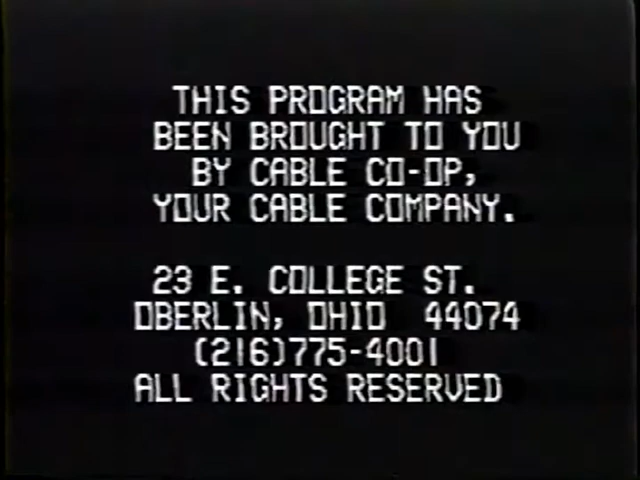 THIS PROGRAM HAS
BEEN BROUGHT TO YOU
BY CABLE CO-OP,
YOUR CABLE COMPANY.
23 E. COLLEGE ST.
OBERLIN, OHIO 44074
(216)775-4001
ALL RIGHTS RESERVED